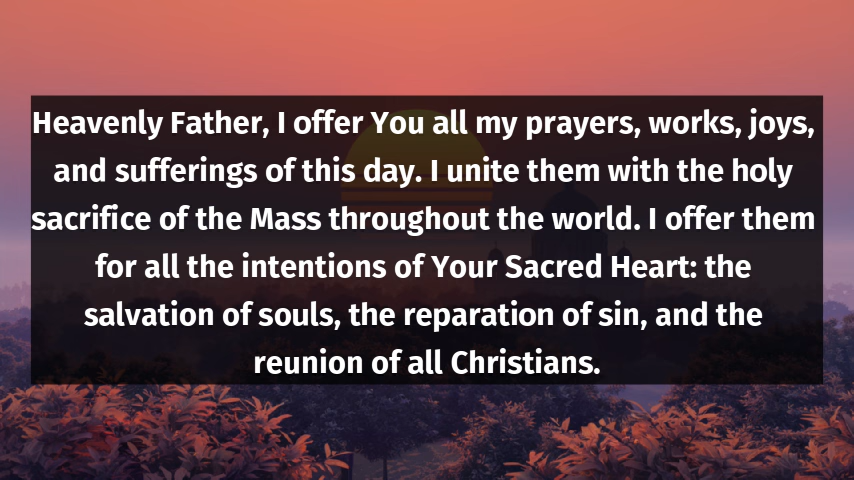 Heavenly Father, I offer You all my prayers, works, joys,
and sufferings of this day. I unite them with the holy
sacrifice of the Mass throughout the world. I offer them
for all the intentions of Your Sacred Heart: the
salvation of souls, the reparation of sin, and the
reunion of all Christians.